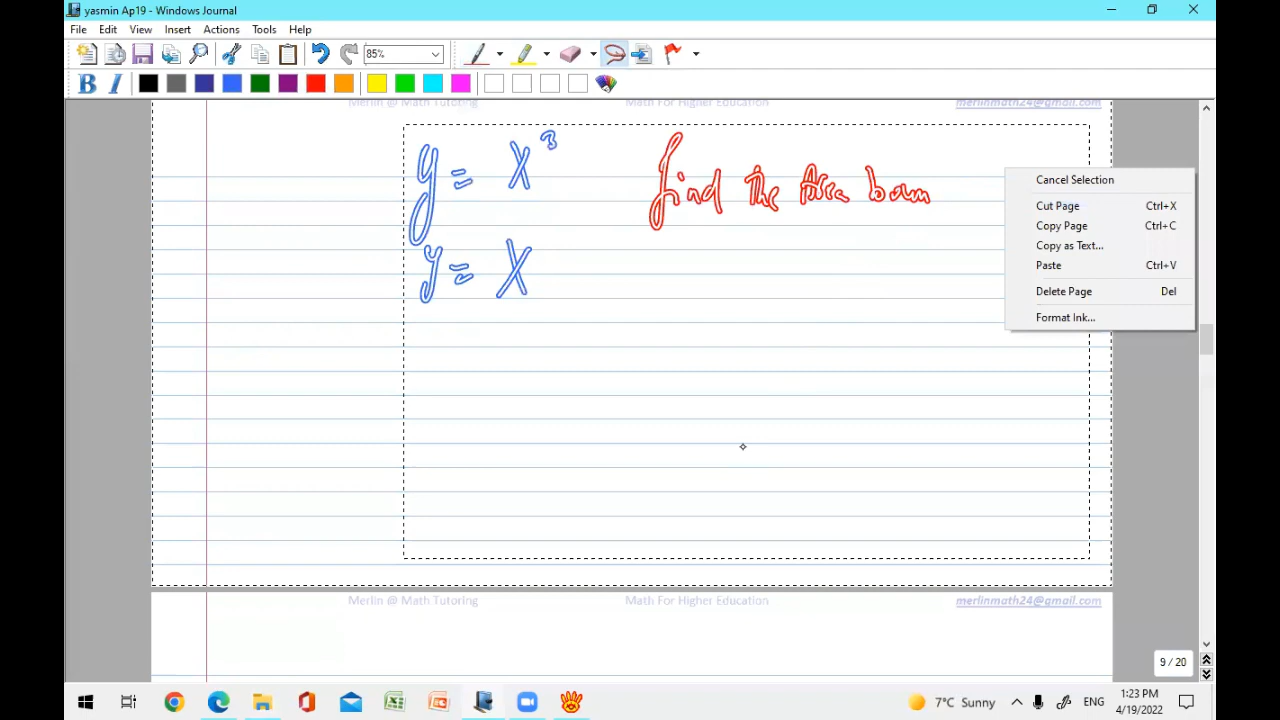 yasmin Ap19 - Windows Journal
File Edit View Insert Actions Tools Help
85%
B I
Merlin @ Math Tutoring Math For Higher Education merlinmath24@gmail.com
y = x³ find the Area boun
y = x
Cancel Selection
Cut Page Ctrl+X
Copy Page Ctrl+C
Copy as Text...
Paste Ctrl+V
Delete Page Del
Format Ink...
Merlin @ Math Tutoring Math For Higher Education merlinmath24@gmail.com
9 / 20
7°C Sunny ENG 1:23 PM
4/19/2022